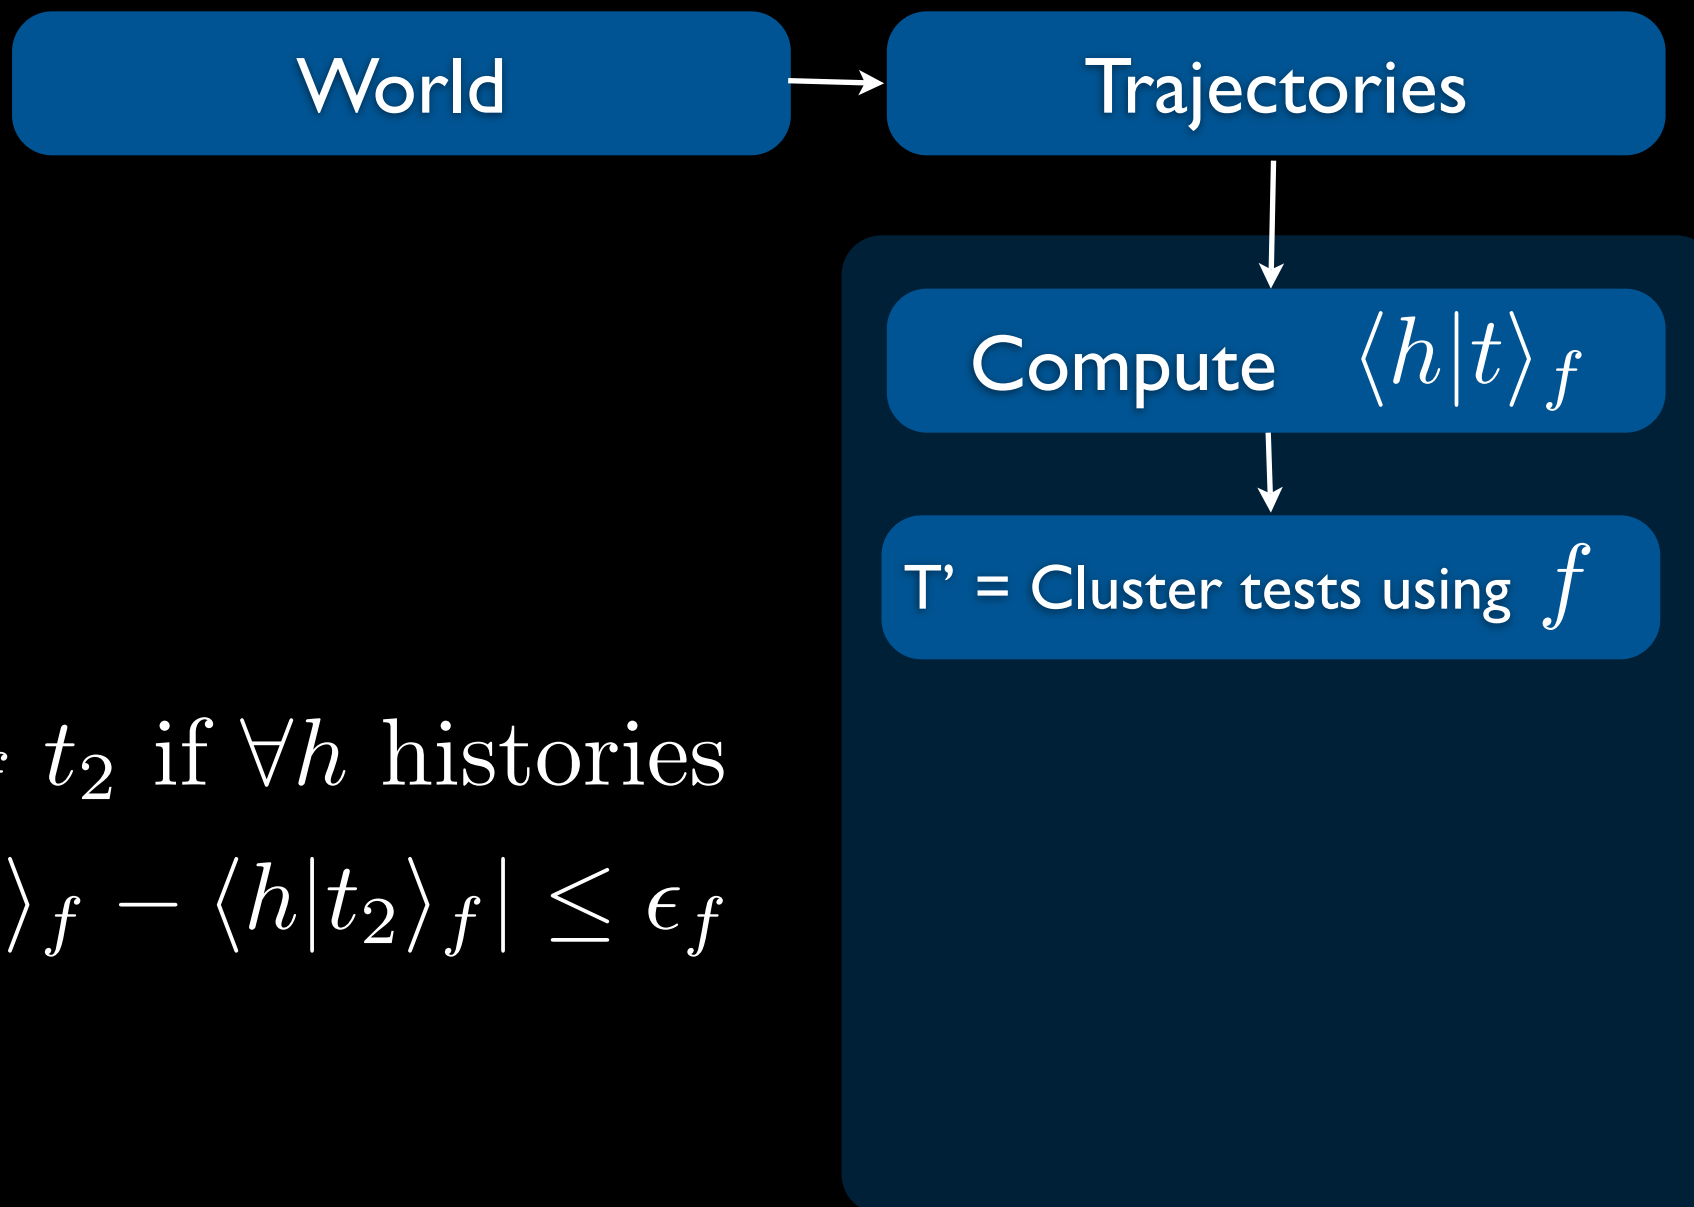 World
Trajectories
Compute ⟨h|t⟩_f
T’ = Cluster tests using f
t₂ if ∀h histories
⟩_f − ⟨h|t₂⟩_f| ≤ ϵ_f